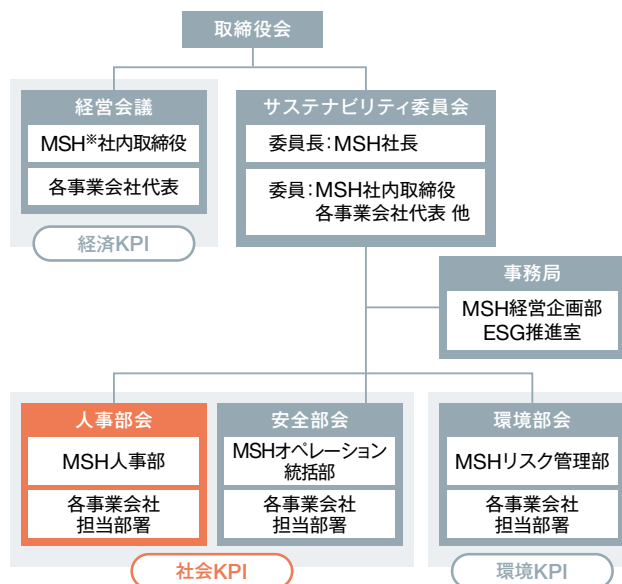 取締役会
経営会議
MSH※社内取締役
各事業会社代表
経済KPI
サステナビリティ委員会
委員長：MSH社長
委員：MSH社内取締役
各事業会社代表 他
事務局
MSH経営企画部
ESG推進室
人事部会
MSH人事部
各事業会社
担当部署
安全部会
MSHオペレーション
統括部
各事業会社
担当部署
社会KPI
環境部会
MSHリスク管理部
各事業会社
担当部署
環境KPI